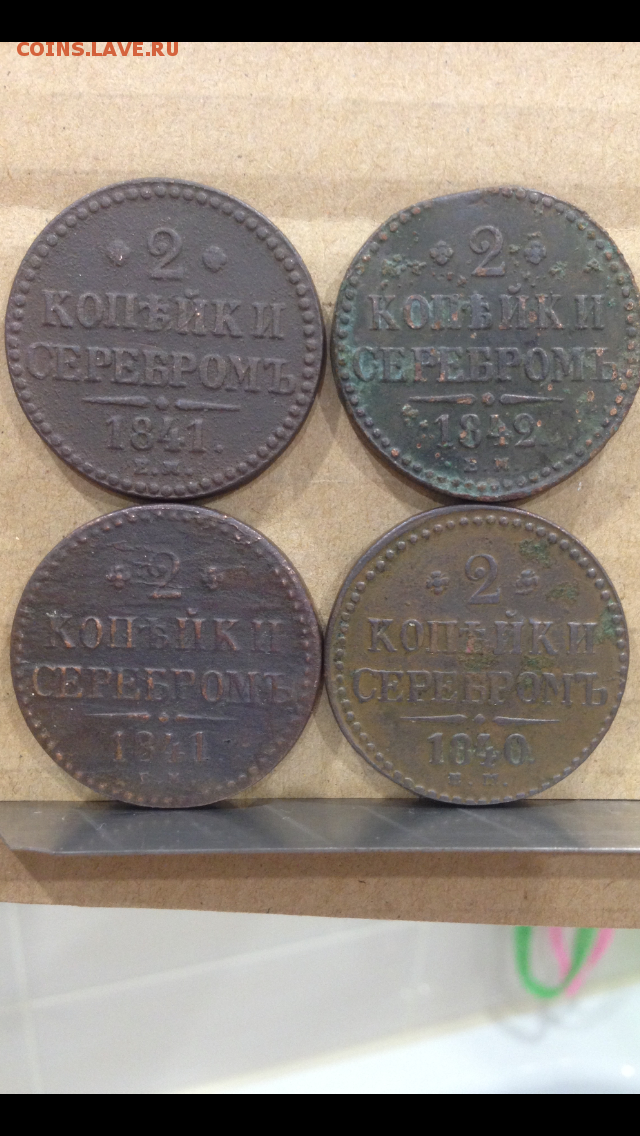 COINS.LAVE.RU
2
КОПѢЙКИ
СЕРЕБРОМЪ
1841.
Е.М.
2
КОПѢЙКИ
СЕРЕБРОМЪ
1842
Е.М.
2
КОПѢЙКИ
СЕРЕБРОМЪ
1841
2
КОПѢЙКИ
СЕРЕБРОМЪ
1840.